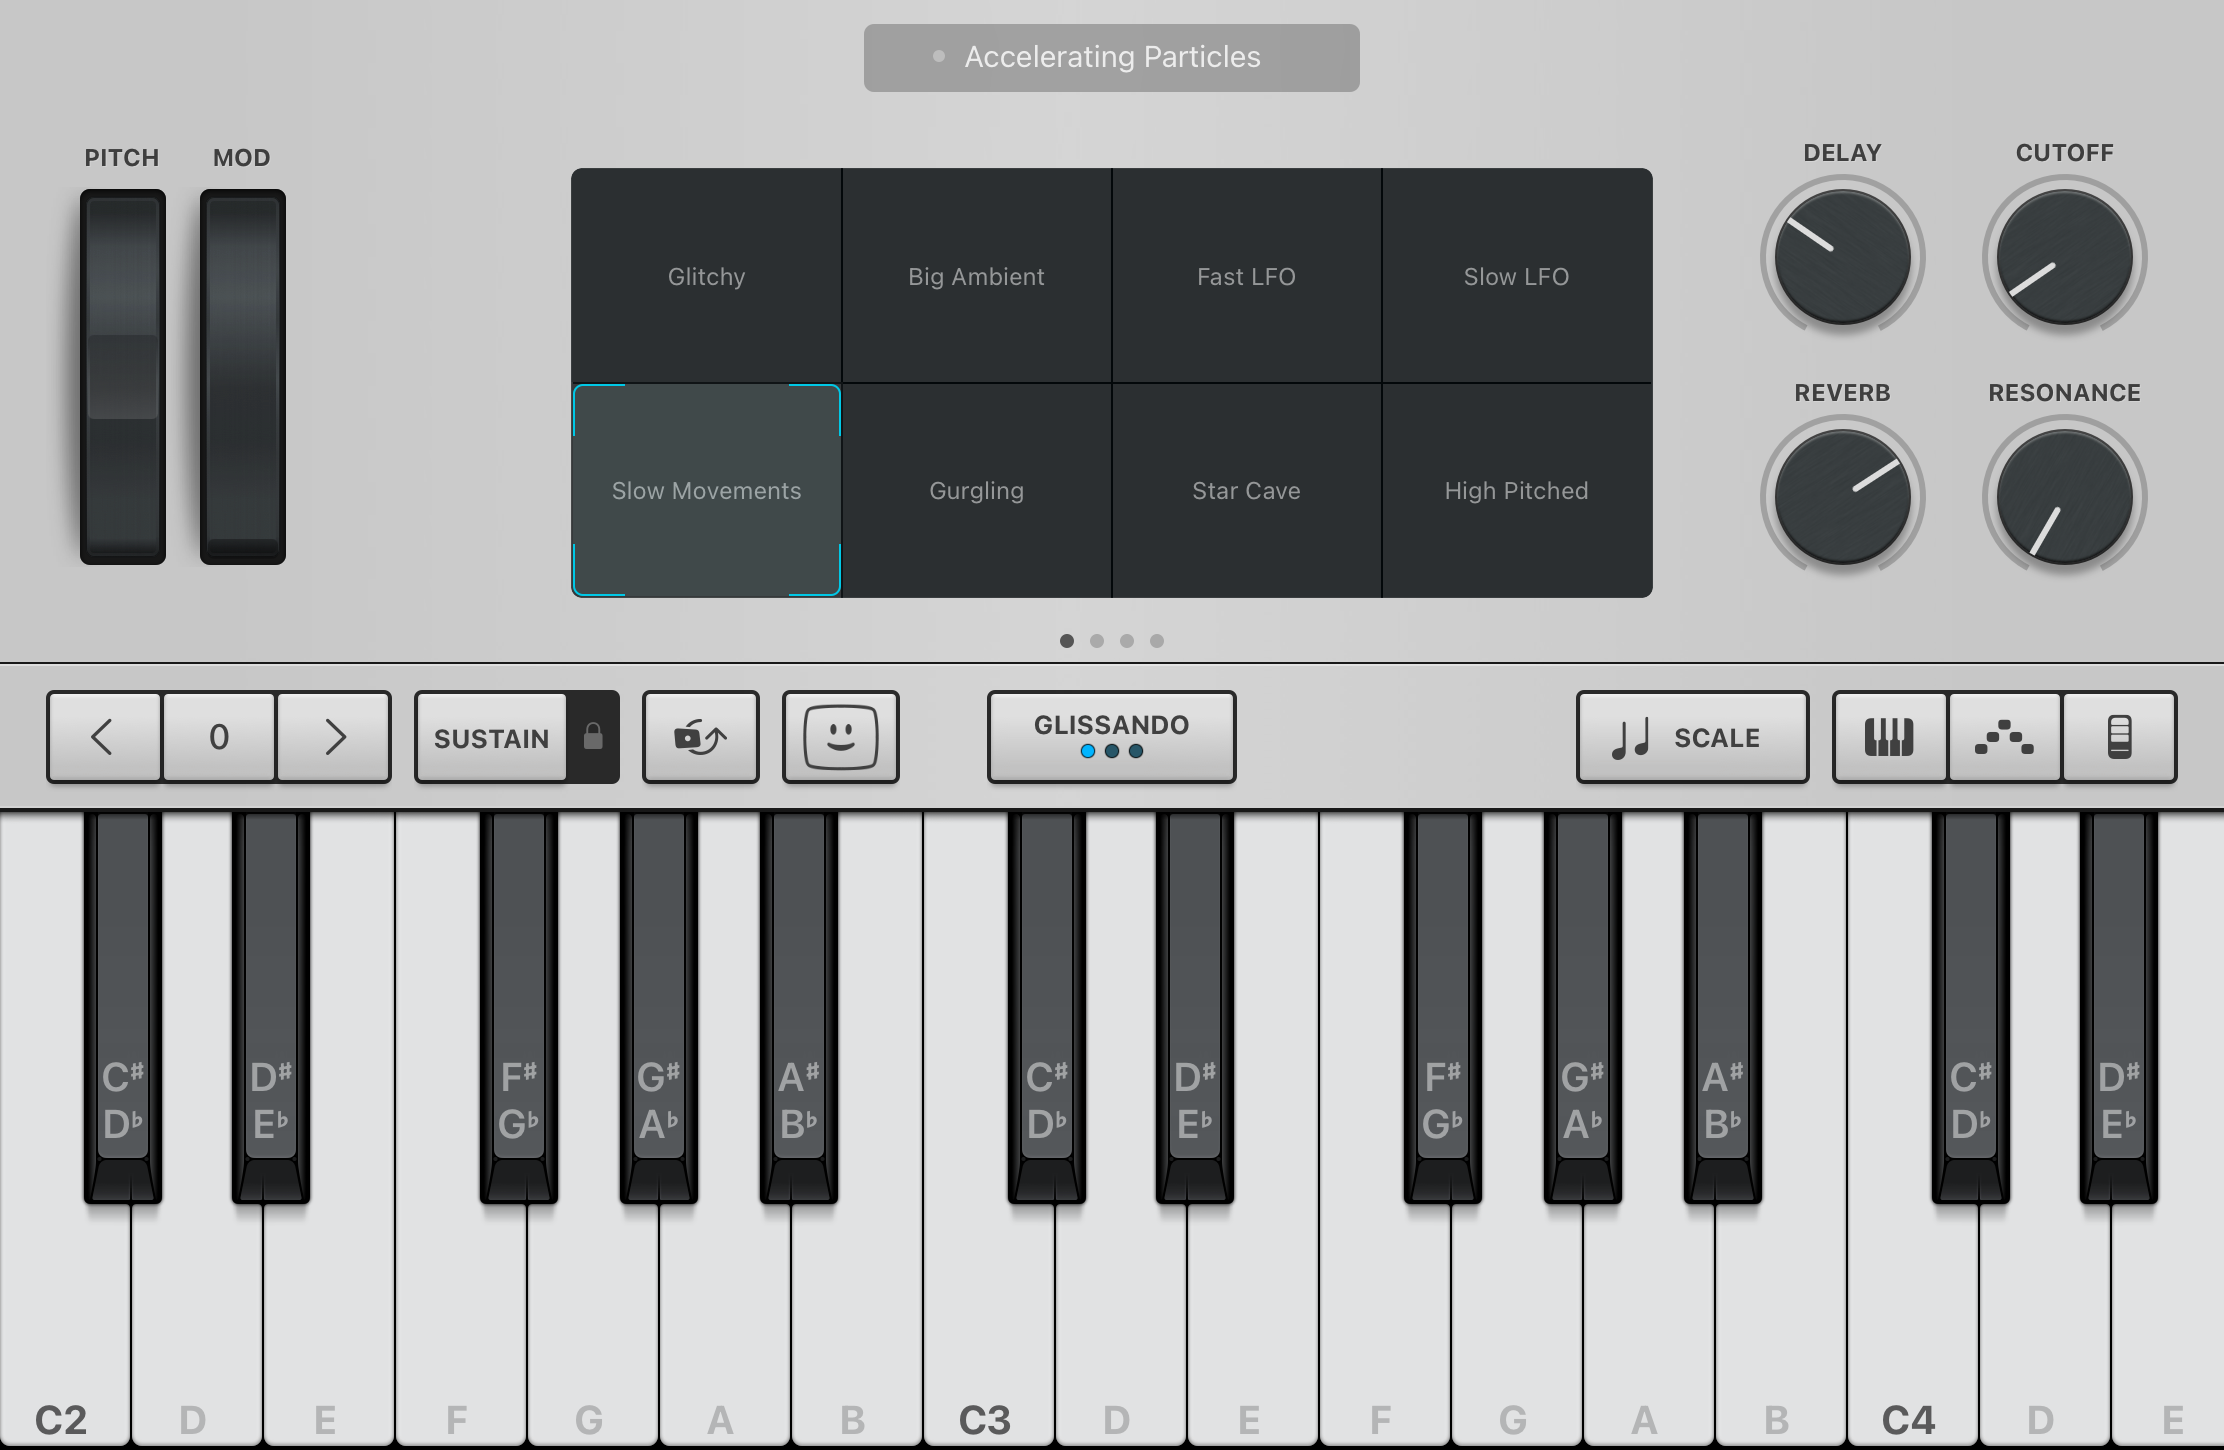 Accelerating Particles
PITCH MOD
DELAY CUTOFF
Glitchy Big Ambient Fast LFO Slow LFO
REVERB RESONANCE
Slow Movements Gurgling Star Cave High Pitched
0 SUSTAIN GLISSANDO SCALE
C♯ D♯ F♯ G♯ A♯ C♯ D♯ F♯ G♯ A♯ C♯ D♯
D♭ E♭ G♭ A♭ B♭ D♭ E♭ G♭ A♭ B♭ D♭ E♭
C2 D E F G A B C3 D E F G A B C4 D E